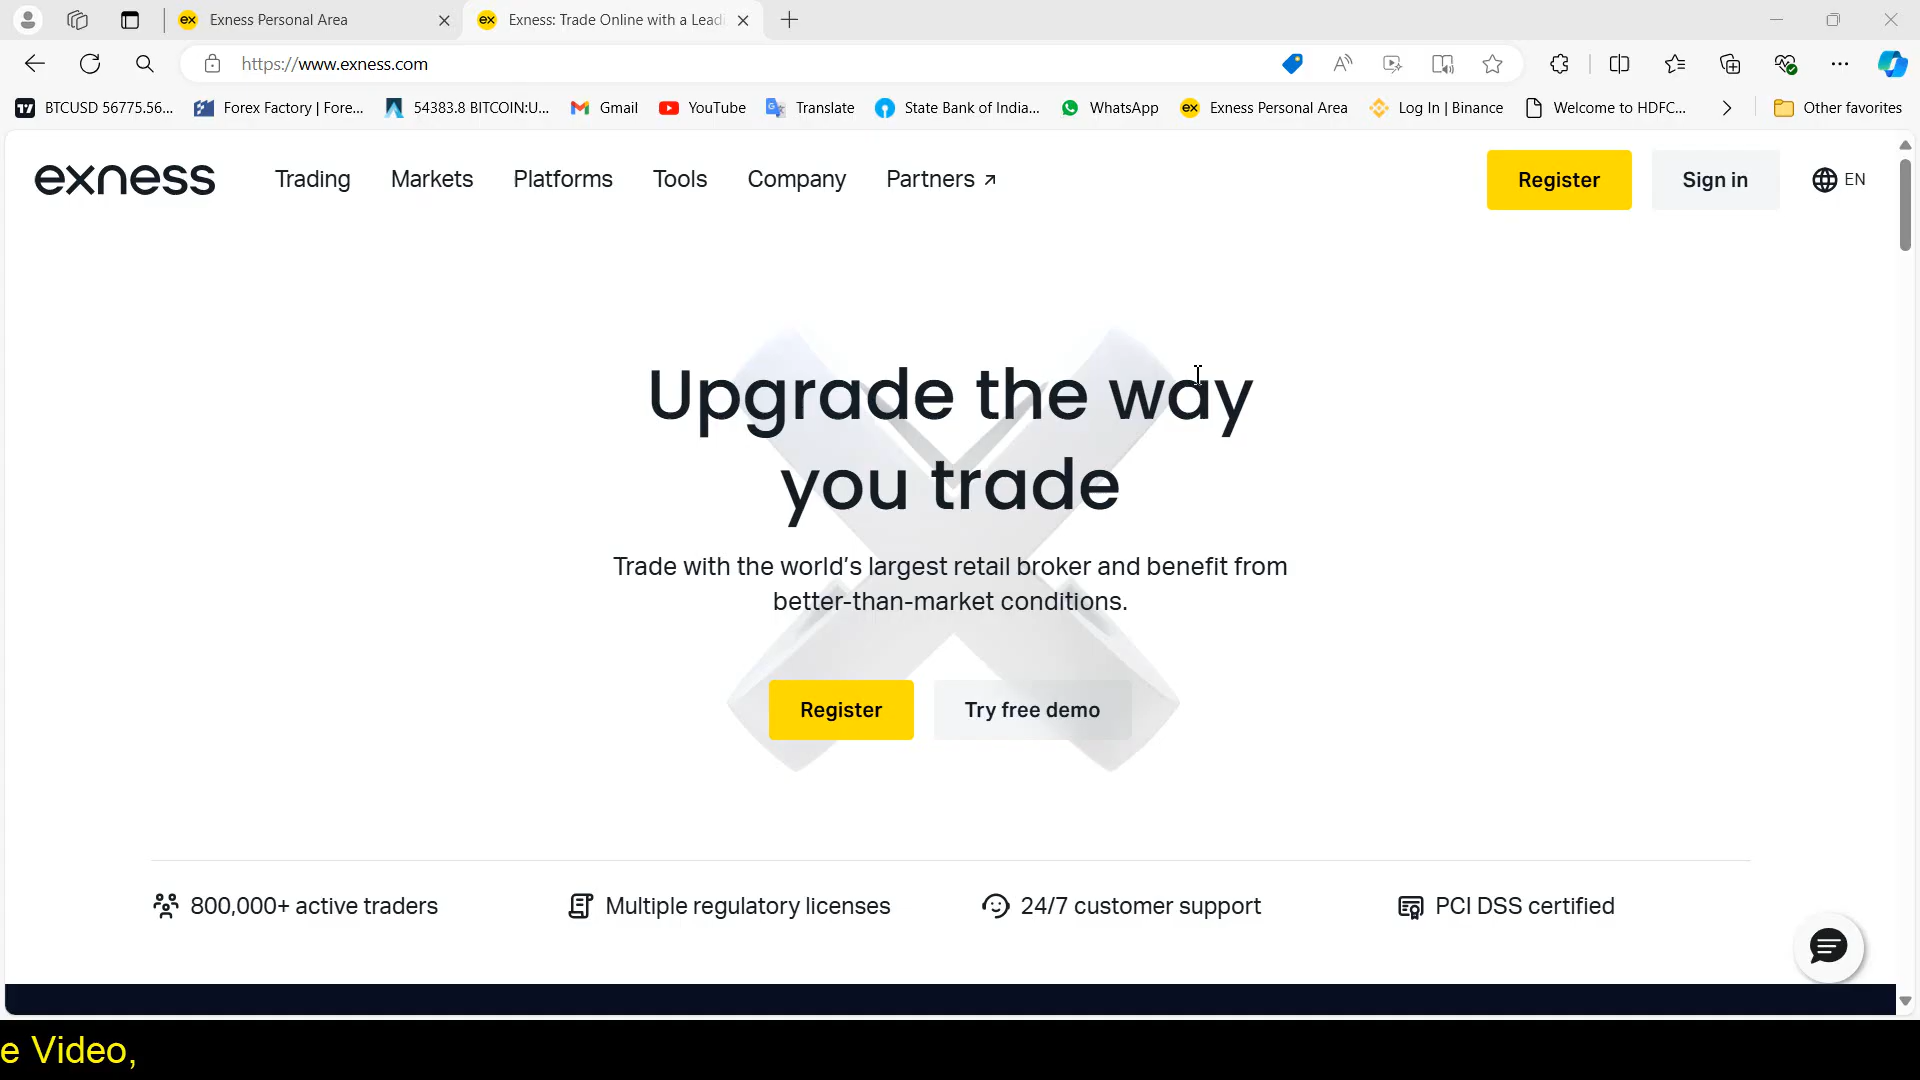 Exness Personal Area
Exness: Trade Online with a Leadi
https://www.exness.com
BTCUSD 56775.56...
Forex Factory | Fore...
54383.8 BITCOIN:U...
Gmail
YouTube
Translate
State Bank of India...
WhatsApp
Exness Personal Area
Log In | Binance
Welcome to HDFC...
Other favorites
exness
Trading
Markets
Platforms
Tools
Company
Partners ↗
Register
Sign in
EN
Upgrade the way
you trade
Trade with the world's largest retail broker and benefit from
better-than-market conditions.
Register
Try free demo
800,000+ active traders
Multiple regulatory licenses
24/7 customer support
PCI DSS certified
e Video,